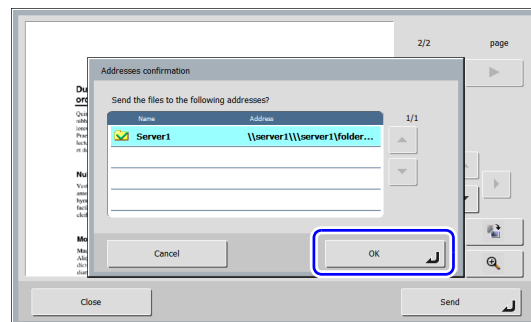 2/2 page
Addresses confirmation
Du
ord
Send the files to the following addresses?
Name Address 1/1
Server1 \\server1\\\server1\folder...
Nu
Mo
Cancel OK
Close Send